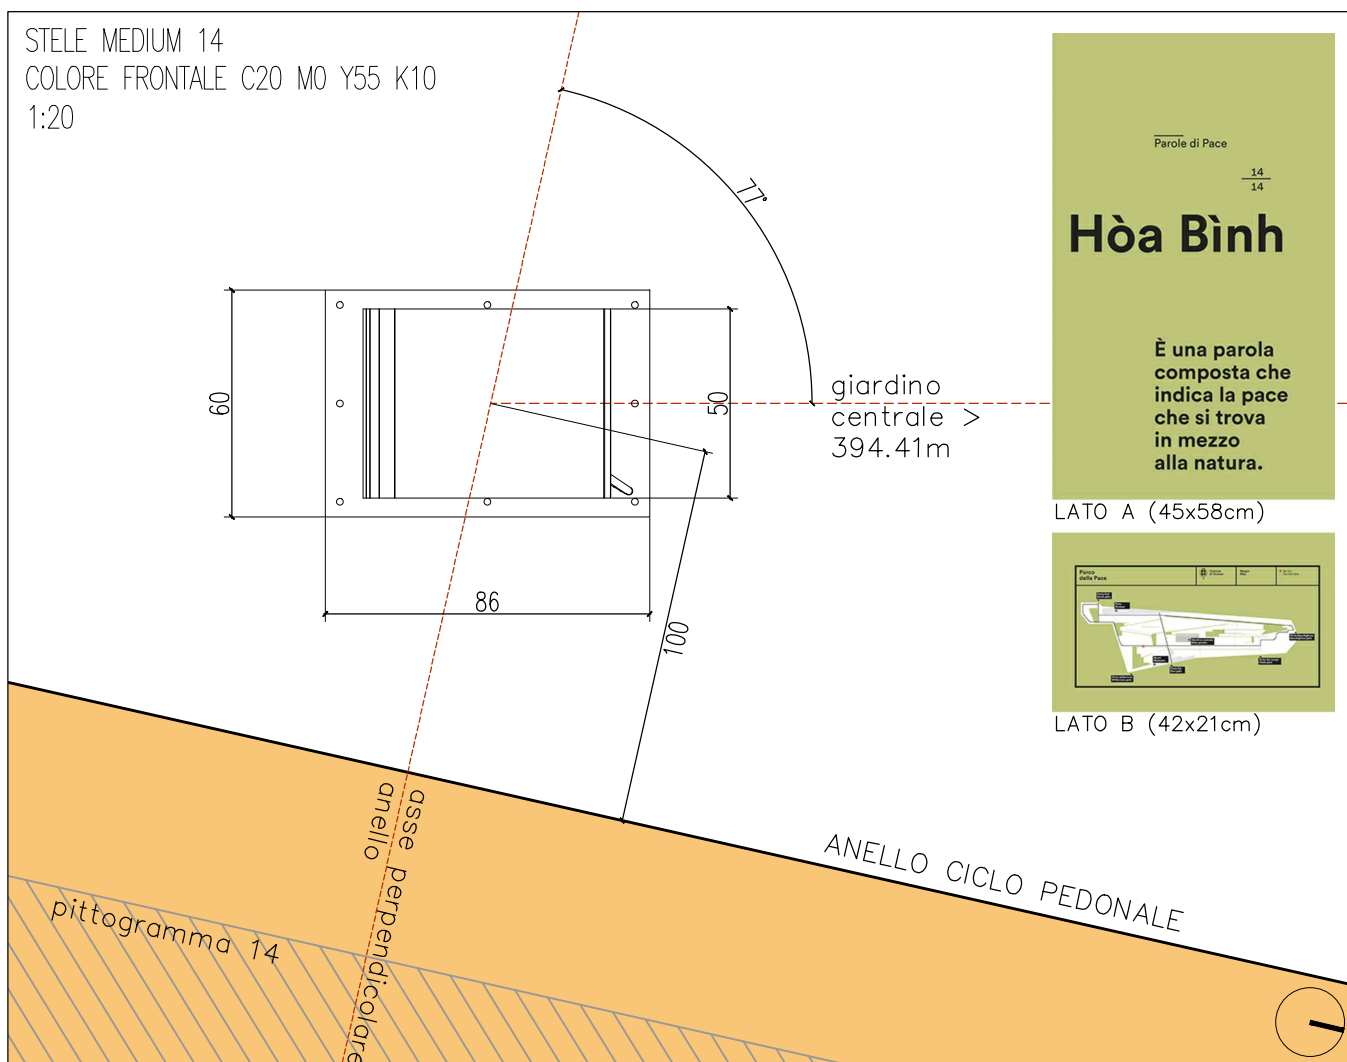 STELE MEDIUM 14
COLORE FRONTALE C20 M0 Y55 K10
1:20
77°
60
50
86
100
giardino
centrale >
394.41m
Parole di Pace
14
14
Hòa Bình
È una parola
composta che
indica la pace
che si trova
in mezzo
alla natura.
LATO A (45x58cm)
Parco
della Pace
LATO B (42x21cm)
asse perpendicolare
anello
ANELLO CICLO PEDONALE
pittogramma 14